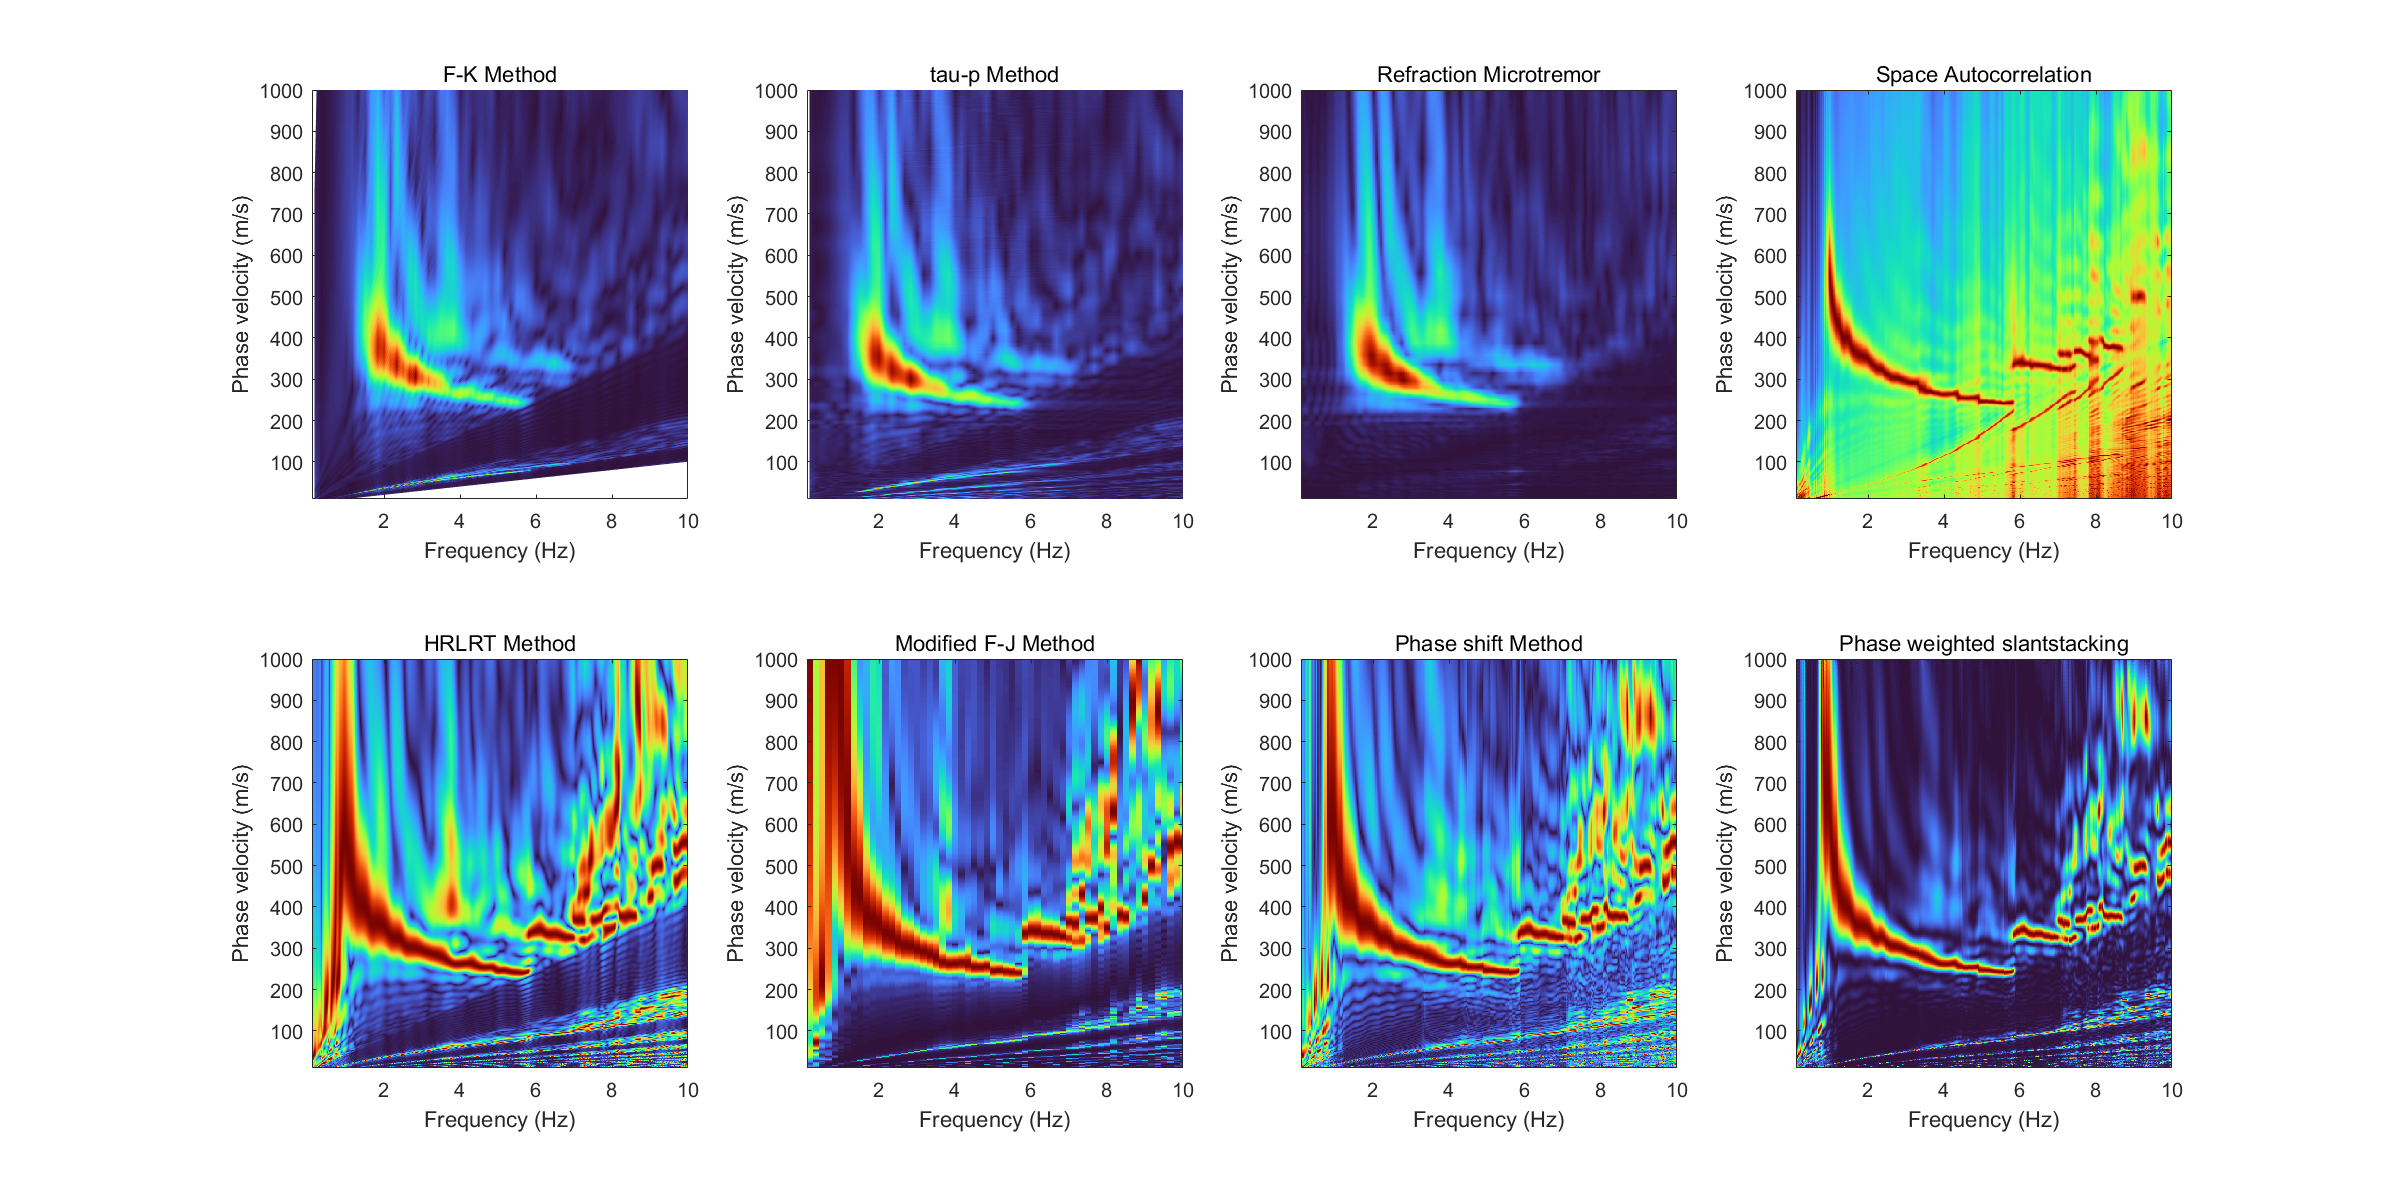 F-K Method
tau-p Method
Refraction Microtremor
Space Autocorrelation
1000
900
800
700
600
500
400
300
200
100
Phase velocity (m/s)
2 4 6 8 10
Frequency (Hz)
1000
900
800
700
600
500
400
300
200
100
Phase velocity (m/s)
2 4 6 8 10
Frequency (Hz)
1000
900
800
700
600
500
400
300
200
100
Phase velocity (m/s)
2 4 6 8 10
Frequency (Hz)
1000
900
800
700
600
500
400
300
200
100
Phase velocity (m/s)
2 4 6 8 10
Frequency (Hz)
HRLRT Method
Modified F-J Method
Phase shift Method
Phase weighted slantstacking
1000
900
800
700
600
500
400
300
200
100
Phase velocity (m/s)
2 4 6 8 10
Frequency (Hz)
1000
900
800
700
600
500
400
300
200
100
Phase velocity (m/s)
2 4 6 8 10
Frequency (Hz)
1000
900
800
700
600
500
400
300
200
100
Phase velocity (m/s)
2 4 6 8 10
Frequency (Hz)
1000
900
800
700
600
500
400
300
200
100
Phase velocity (m/s)
2 4 6 8 10
Frequency (Hz)